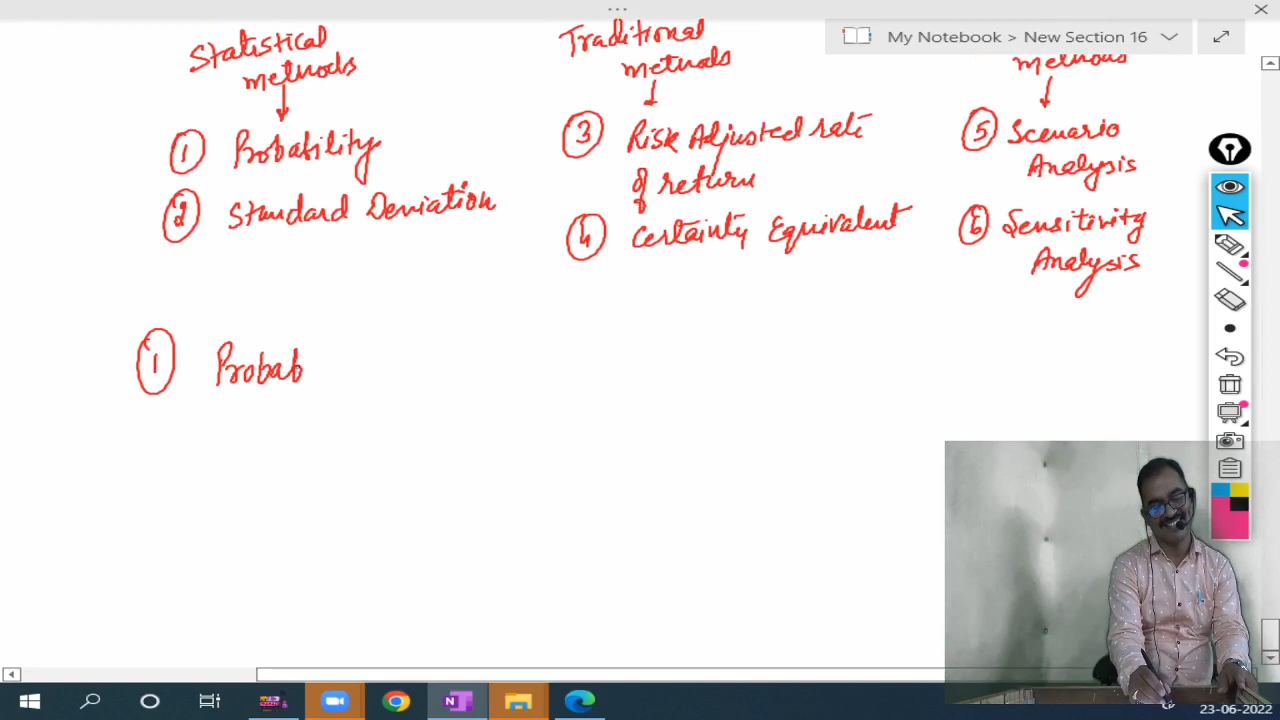 My Notebook > New Section 16
Statistical
methods
① Probability
② Standard Deviation
Traditional
methods
③ Risk Adjusted rate
of return
④ Certainty Equivalent
methods
⑤ Scenario
Analysis
⑥ Sensitivity
Analysis
① Probab
23-06-2022